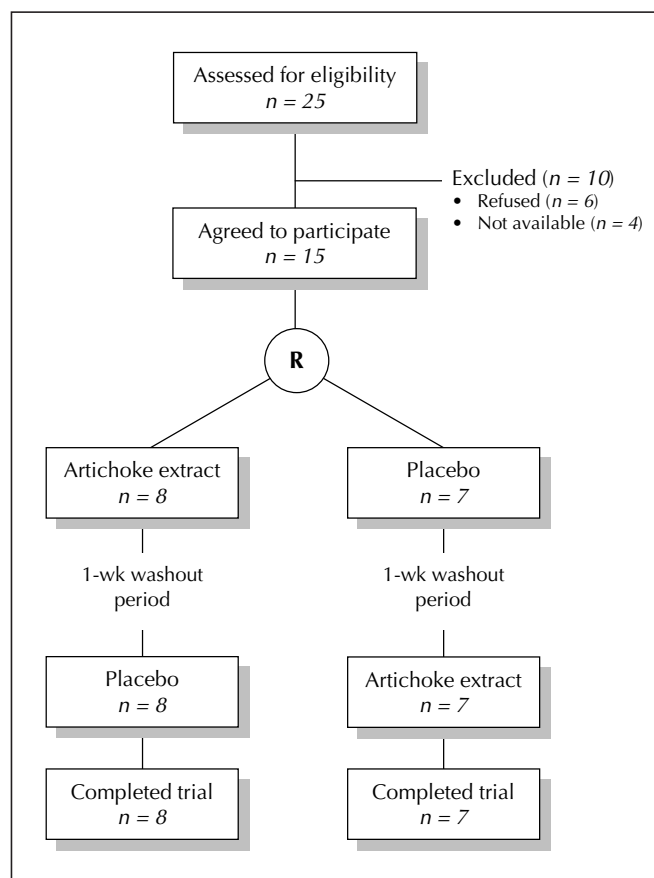 Assessed for eligibility
n = 25
Excluded (n = 10)
• Refused (n = 6)
• Not available (n = 4)
Agreed to participate
n = 15
R
Artichoke extract
n = 8
Placebo
n = 7
1-wk washout
period
1-wk washout
period
Placebo
n = 8
Artichoke extract
n = 7
Completed trial
n = 8
Completed trial
n = 7